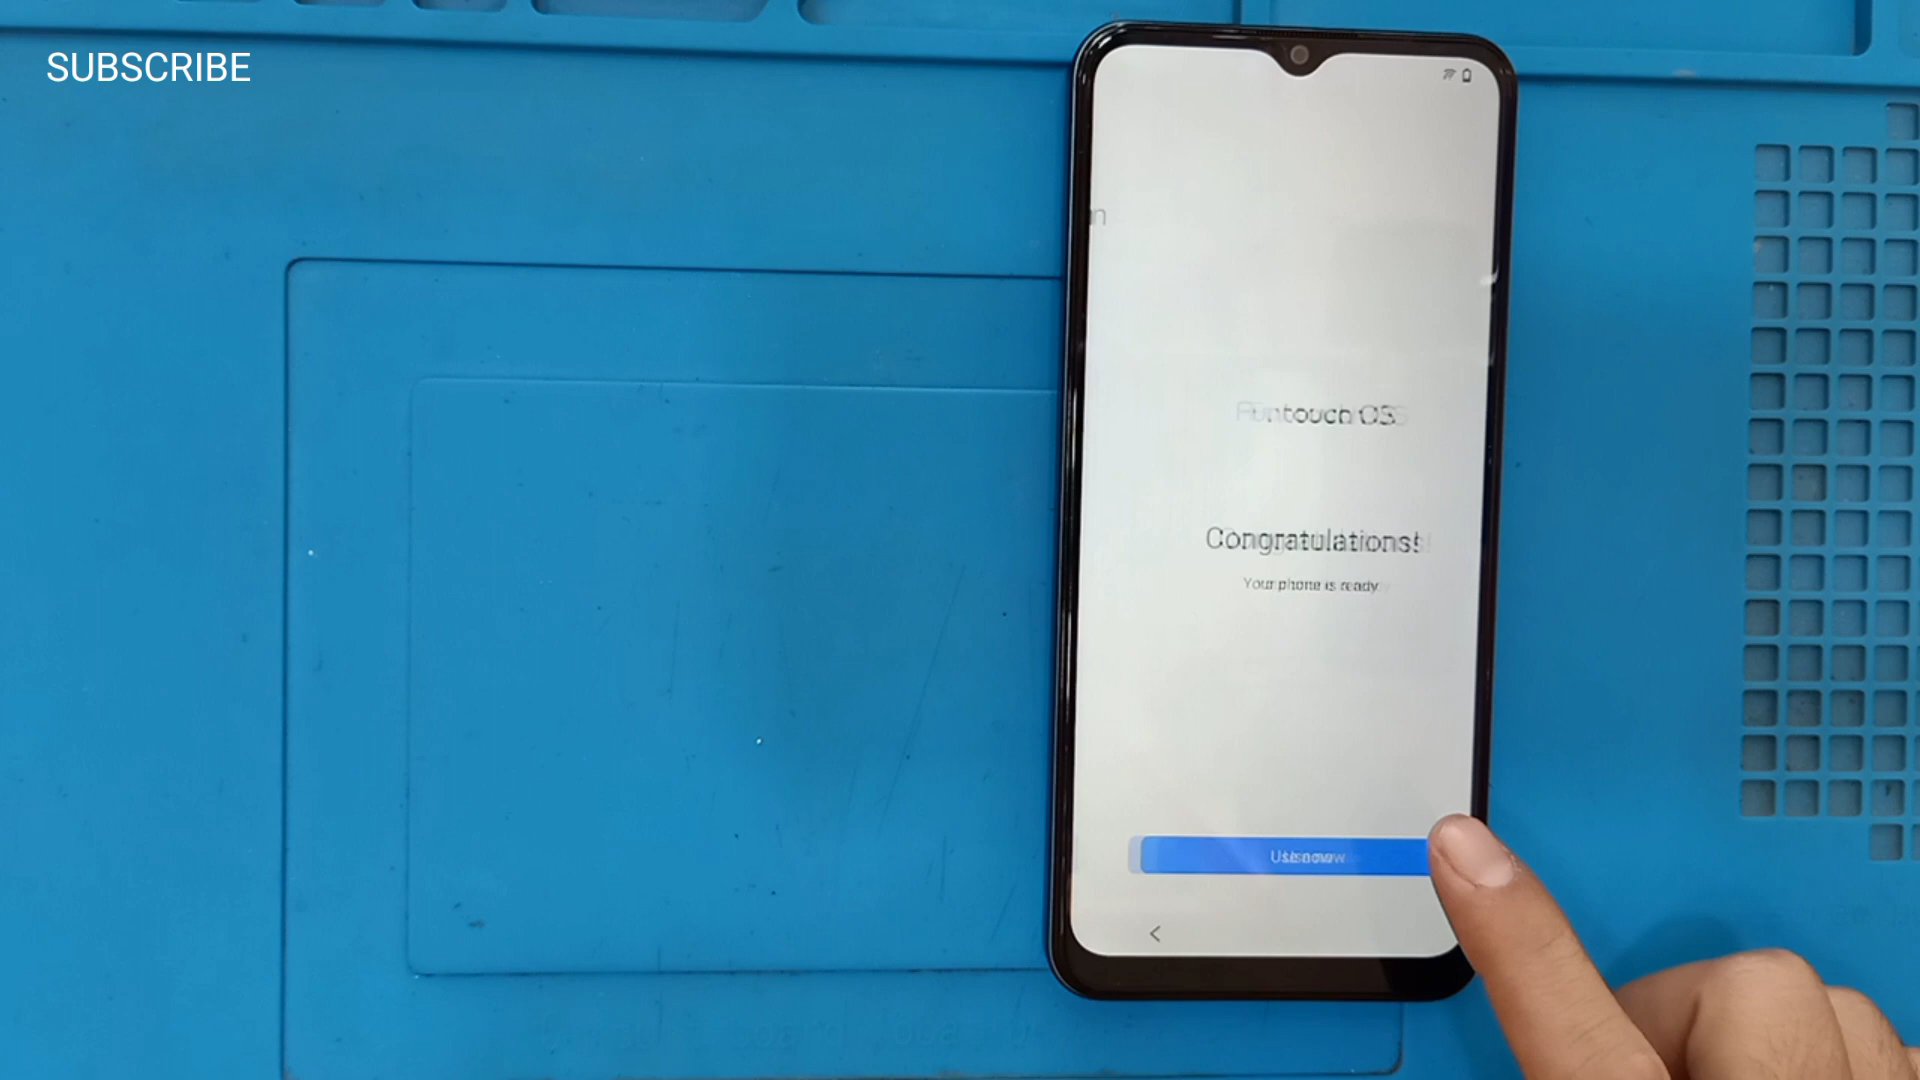 SUBSCRIBE
n
Funtouch OS
Congratulations!
Your phone is ready
Use now